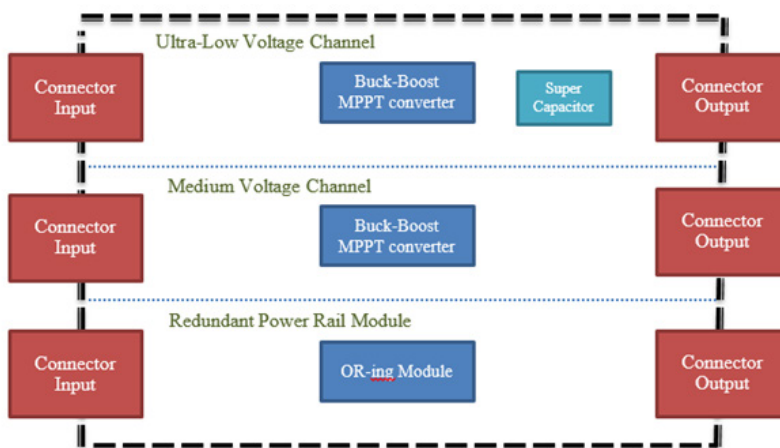 Ultra-Low Voltage Channel
Connector
Input
Buck-Boost
MPPT converter
Super
Capacitor
Connector
Output
Medium Voltage Channel
Connector
Input
Buck-Boost
MPPT converter
Connector
Output
Redundant Power Rail Module
Connector
Input
OR-ing Module
Connector
Output